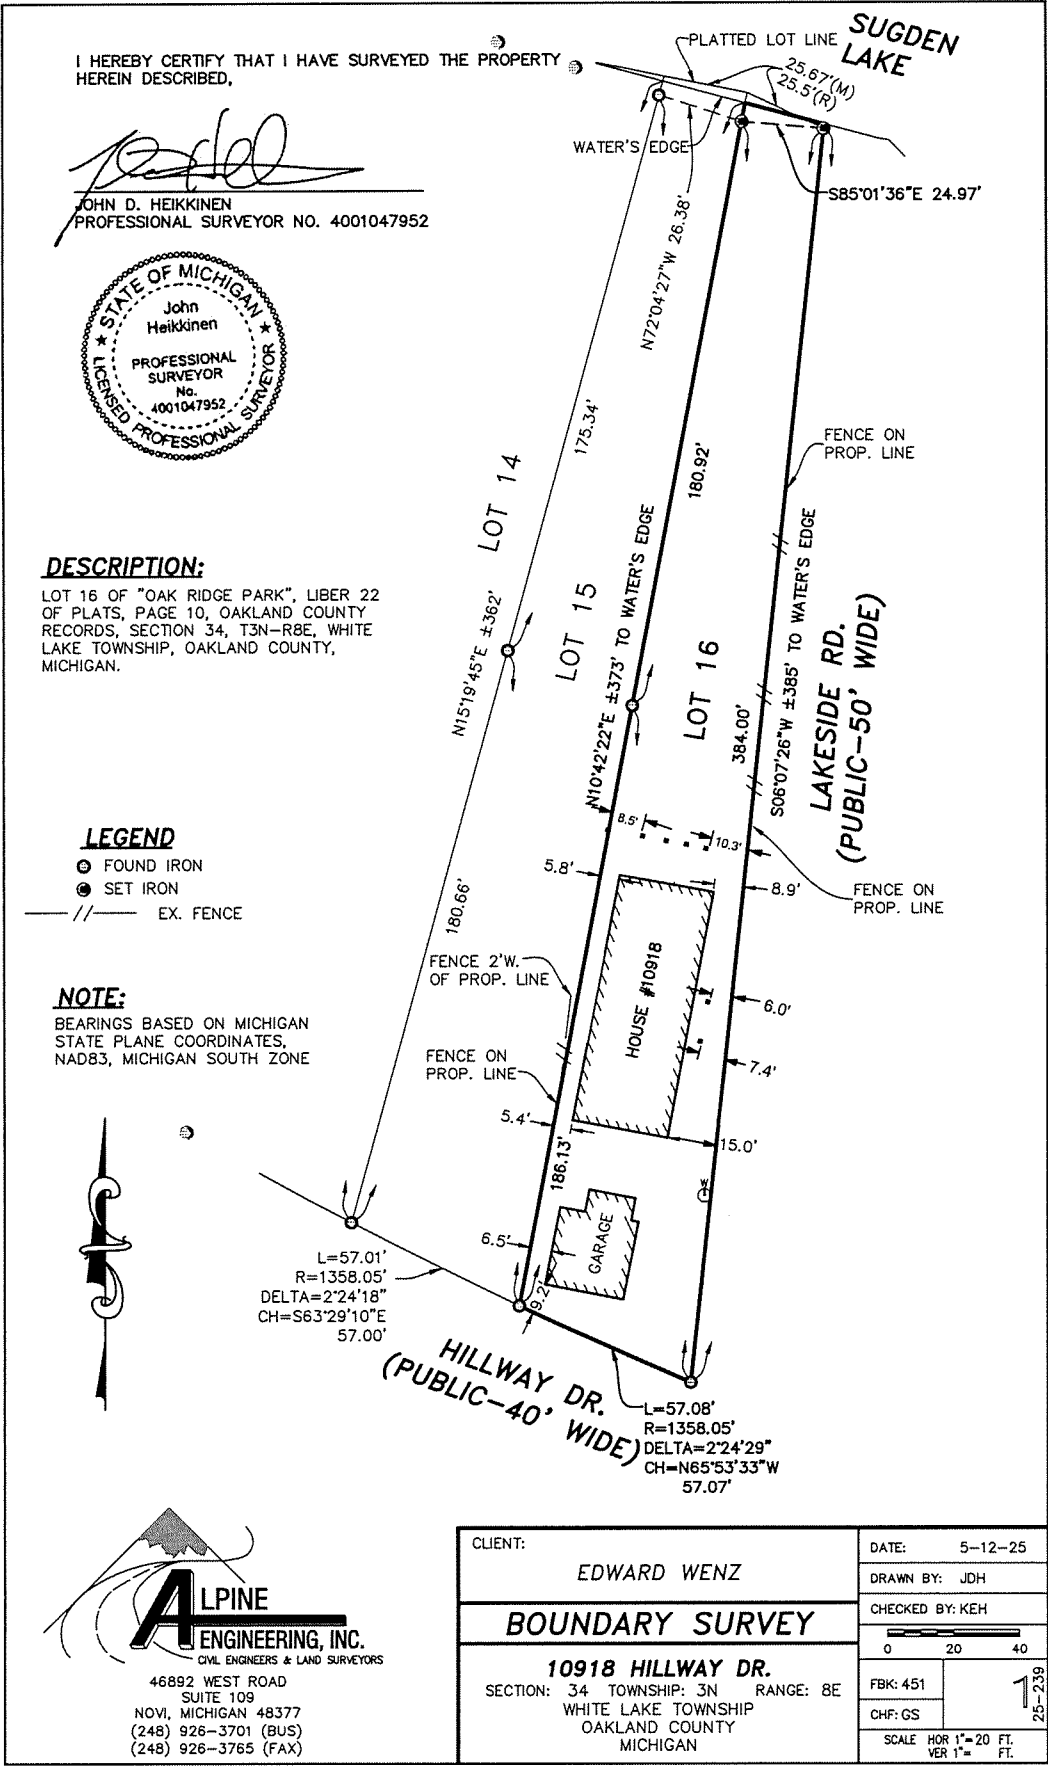 I HEREBY CERTIFY THAT I HAVE SURVEYED THE PROPERTY
HEREIN DESCRIBED,
JOHN D. HEIKKINEN
PROFESSIONAL SURVEYOR NO. 4001047952
★ STATE OF MICHIGAN ★
LICENSED PROFESSIONAL SURVEYOR
John
Heikkinen
PROFESSIONAL
SURVEYOR
No.
4001047952
DESCRIPTION:
LOT 16 OF "OAK RIDGE PARK", LIBER 22
OF PLATS, PAGE 10, OAKLAND COUNTY
RECORDS, SECTION 34, T3N-R8E, WHITE
LAKE TOWNSHIP, OAKLAND COUNTY,
MICHIGAN.
LEGEND
FOUND IRON
SET IRON
—//— EX. FENCE
NOTE:
BEARINGS BASED ON MICHIGAN
STATE PLANE COORDINATES,
NAD83, MICHIGAN SOUTH ZONE
SUGDEN
LAKE
PLATTED LOT LINE
25.67'(M)
25.5'(R)
WATER'S EDGE
S85°01'36"E 24.97'
N72°04'27"W 26.38'
175.34'
180.92'
FENCE ON
PROP. LINE
LOT 14
LOT 15
LOT 16
N15°19'45"E ±362'
N10°42'22"E ±373' TO WATER'S EDGE
384.00'
S06°07'26"W ±385' TO WATER'S EDGE
LAKESIDE RD.
(PUBLIC-50' WIDE)
8.5'
10.3'
5.8'
8.9'
FENCE ON
PROP. LINE
180.66'
FENCE 2'W.
OF PROP. LINE
HOUSE #10918
6.0'
FENCE ON
PROP. LINE
7.4'
5.4'
186.13'
15.0'
W
6.5'
GARAGE
9.2'
L=57.01'
R=1358.05'
DELTA=2°24'18"
CH=S63°29'10"E
57.00'
HILLWAY DR.
(PUBLIC-40' WIDE)
L=57.08'
R=1358.05'
DELTA=2°24'29"
CH=N65°53'33"W
57.07'
ALPINE
ENGINEERING, INC.
CIVIL ENGINEERS & LAND SURVEYORS
46892 WEST ROAD
SUITE 109
NOVI, MICHIGAN 48377
(248) 926-3701 (BUS)
(248) 926-3765 (FAX)
CLIENT:
EDWARD WENZ
BOUNDARY SURVEY
10918 HILLWAY DR.
SECTION: 34 TOWNSHIP: 3N RANGE: 8E
WHITE LAKE TOWNSHIP
OAKLAND COUNTY
MICHIGAN
DATE: 5-12-25
DRAWN BY: JDH
CHECKED BY: KEH
0 20 40
FBK: 451
CHF: GS
1
25-239
SCALE HOR 1"= 20 FT.
VER 1"= FT.